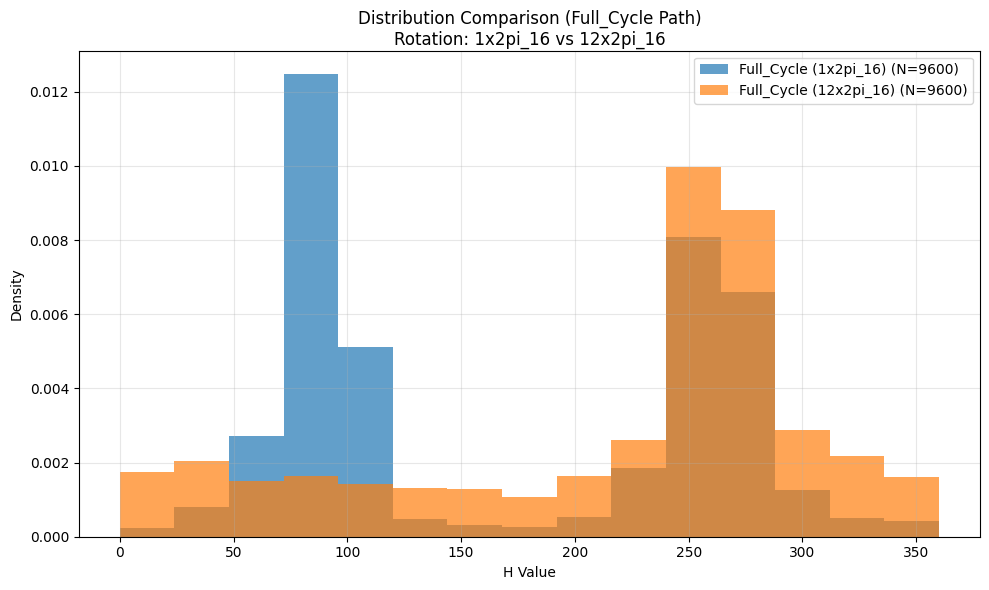 Distribution Comparison (Full_Cycle Path)
Rotation: 1x2pi_16 vs 12x2pi_16
Full_Cycle (1x2pi_16) (N=9600)
Full_Cycle (12x2pi_16) (N=9600)
Density
0.012
0.010
0.008
0.006
0.004
0.002
0.000
0 50 100 150 200 250 300 350
H Value